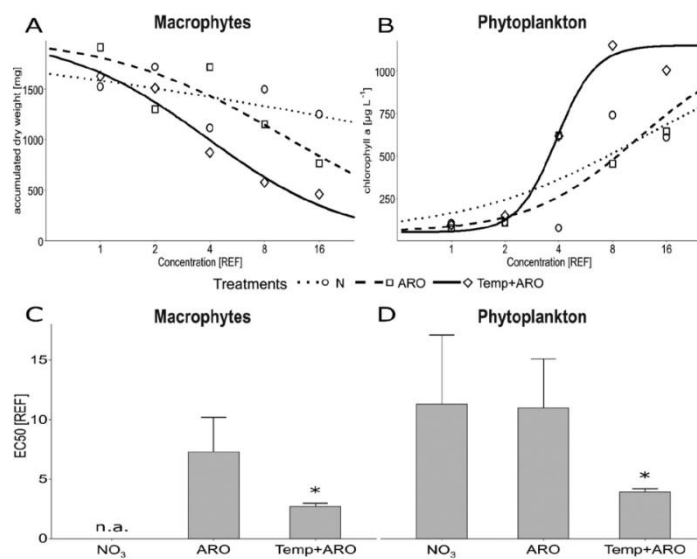 A Macrophytes
accumulated dry weight [mg]
1500
1000
500
0
1 2 4 8 16
Concentration [REF]
B Phytoplankton
chlorophyll a [µg L⁻¹]
1000
750
500
250
1 2 4 8 16
Concentration [REF]
Treatments N ARO Temp+ARO
C Macrophytes
EC50 [REF]
15
10
5
0
n.a.
*
NO₃ ARO Temp+ARO
D Phytoplankton
*
NO₃ ARO Temp+ARO